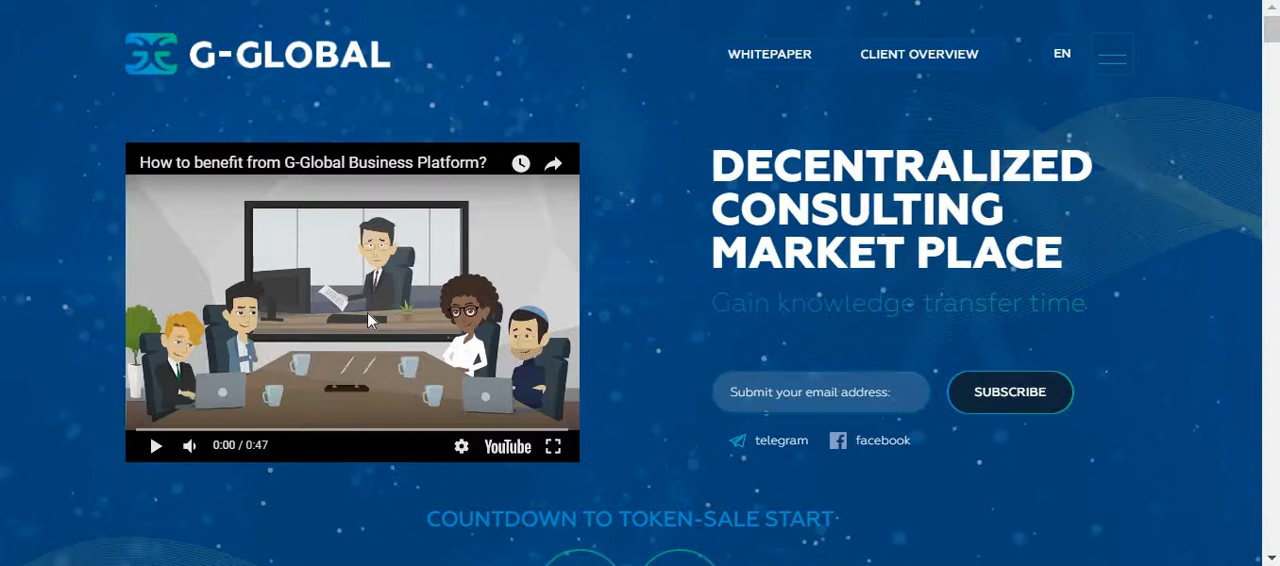 G-GLOBAL
WHITEPAPER
CLIENT OVERVIEW
EN
How to benefit from G-Global Business Platform?
DECENTRALIZED
CONSULTING
MARKET PLACE
Gain knowledge transfer time
Submit your email address:
SUBSCRIBE
telegram
facebook
0:00 / 0:47
YouTube
COUNTDOWN TO TOKEN-SALE START